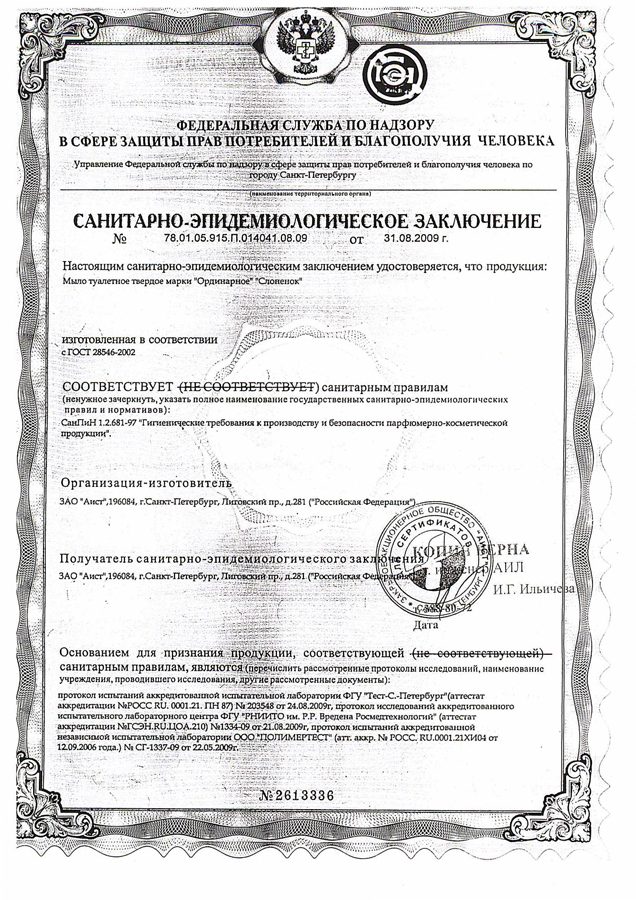 ФЕДЕРАЛЬНАЯ СЛУЖБА ПО НАДЗОРУ
В СФЕРЕ ЗАЩИТЫ ПРАВ ПОТРЕБИТЕЛЕЙ И БЛАГОПОЛУЧИЯ ЧЕЛОВЕКА
Управление Федеральной службы по надзору в сфере защиты прав потребителей и благополучия человека по
городу Санкт-Петербургу
(наименование территориального органа)
САНИТАРНО-ЭПИДЕМИОЛОГИЧЕСКОЕ ЗАКЛЮЧЕНИЕ
№ 78.01.05.915.П.014041.08.09 от 31.08.2009 г.
Настоящим санитарно-эпидемиологическим заключением удостоверяется, что продукция:
Мыло туалетное твердое марки "Ординарное" "Слоненок"
изготовленная в соответствии
с ГОСТ 28546-2002
СООТВЕТСТВУЕТ (НЕ СООТВЕТСТВУЕТ) санитарным правилам
(ненужное зачеркнуть, указать полное наименование государственных санитарно-эпидемиологических
правил и нормативов):
СанПиН 1.2.681-97 "Гигиенические требования к производству и безопасности парфюмерно-косметической
продукции".
Организация-изготовитель
ЗАО "Аист",196084, г.Санкт-Петербург, Лиговский пр., д.281 ("Российская Федерация")
Получатель санитарно-эпидемиологического заключения
КОПИЯ ВЕРНА
ЗАО "Аист",196084, г.Санкт-Петербург, Лиговский пр., д.281 ("Российская Федерация")
АИЛ
И.Г. Ильичева
Дата
Основанием для признания продукции, соответствующей (не соответствующей)
санитарным правилам, являются (перечислить рассмотренные протоколы исследований, наименование
учреждения, проводившего исследования, другие рассмотренные документы):
протокол испытаний аккредитованной испытательной лаборатории ФГУ "Тест-С.-Петербург"(аттестат
аккредитации №РОСС RU. 0001.21. ПН 87) № 203548 от 24.08.2009г, протокол исследований аккредитованного
испытательного лабораторного центра ФГУ "РНИИТО им. Р.Р. Вредена Росмедтехнологий" (аттестат
аккредитации №ГСЭН.RU.ЦОА.210) №1334-09 от 21.08.2009г, протокол испытаний аккредитованной
независимой испытательной лаборатории ООО "ПОЛИМЕРТЕСТ" (атт. аккр. № РОСС. RU.0001.21ХИ04 от
12.09.2006 года.) № СГ-1337-09 от 22.05.2009г.
№2613336